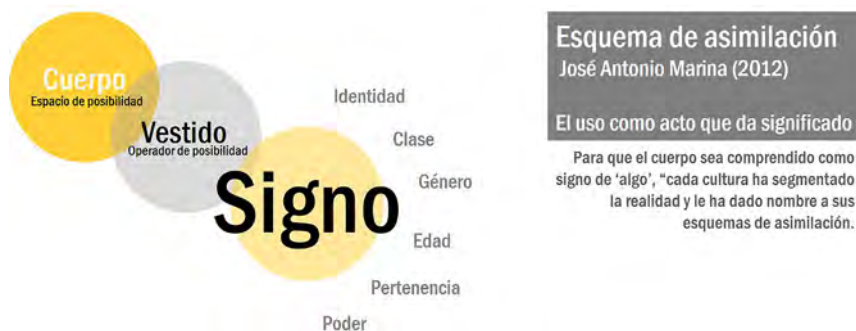 Cuerpo
Espacio de posibilidad
Vestido
Operador de posibilidad
Signo
Identidad
Clase
Género
Edad
Pertenencia
Poder
Esquema de asimilación
José Antonio Marina (2012)
El uso como acto que da significado
Para que el cuerpo sea comprendido como
signo de ‘algo’, “cada cultura ha segmentado
la realidad y le ha dado nombre a sus
esquemas de asimilación.